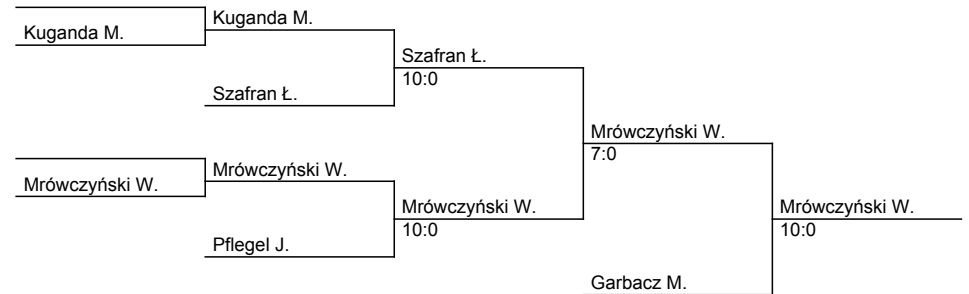 Kuganda M.
Kuganda M.
Szafran Ł.
10:0
Szafran Ł.
Mrówczyński W.
7:0
Mrówczyński W.
Mrówczyński W.
Mrówczyński W.
10:0
Mrówczyński W.
10:0
Pflegel J.
Garbacz M.